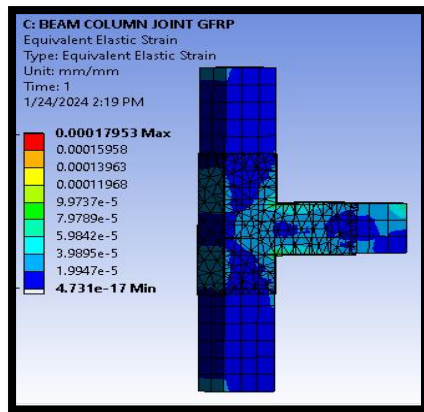 C: BEAM COLUMN JOINT GFRP
Equivalent Elastic Strain
Type: Equivalent Elastic Strain
Unit: mm/mm
Time: 1
1/24/2024 2:19 PM
0.00017953 Max
0.00015958
0.00013963
0.00011968
9.9737e-5
7.9789e-5
5.9842e-5
3.9895e-5
1.9947e-5
4.731e-17 Min